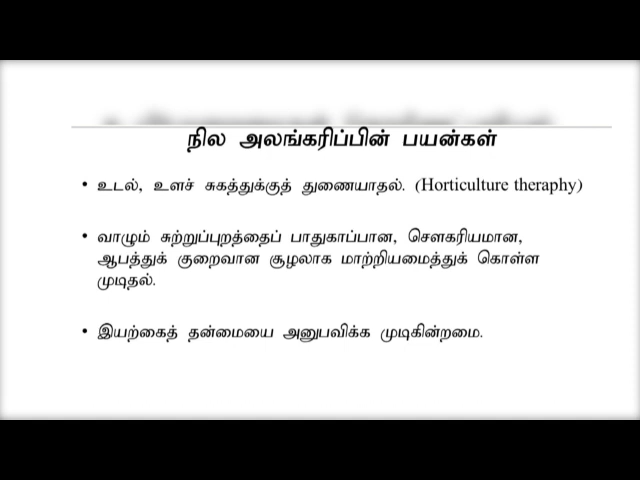 நில அலங்கரிப்பின் பயன்கள்
• உடல், உளச் சுகத்துக்குத் துணையாதல். (Horticulture theraphy)
• வாழும் சுற்றுப்புறத்தைப் பாதுகாப்பான, சௌகரியமான,
ஆபத்துக் குறைவான சூழலாக மாற்றியமைத்துக் கொள்ள
முடிதல்.
• இயற்கைத் தன்மையை அனுபவிக்க முடிகின்றமை.